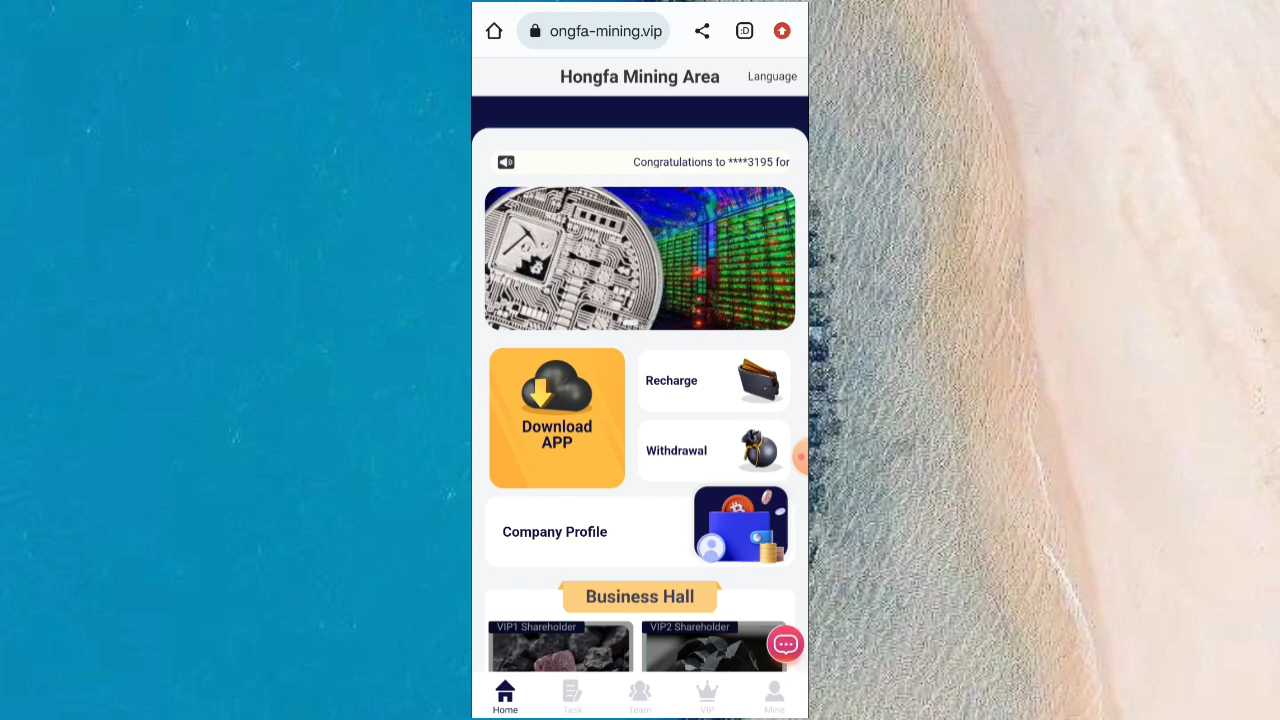 ongfa-mining.vip
:D
Hongfa Mining Area
Language
Congratulations to ****3195 for
Download
APP
Recharge
Withdrawal
Company Profile
Business Hall
VIP1 Shareholder
VIP2 Shareholder
Home
Task
Team
VIP
Mine